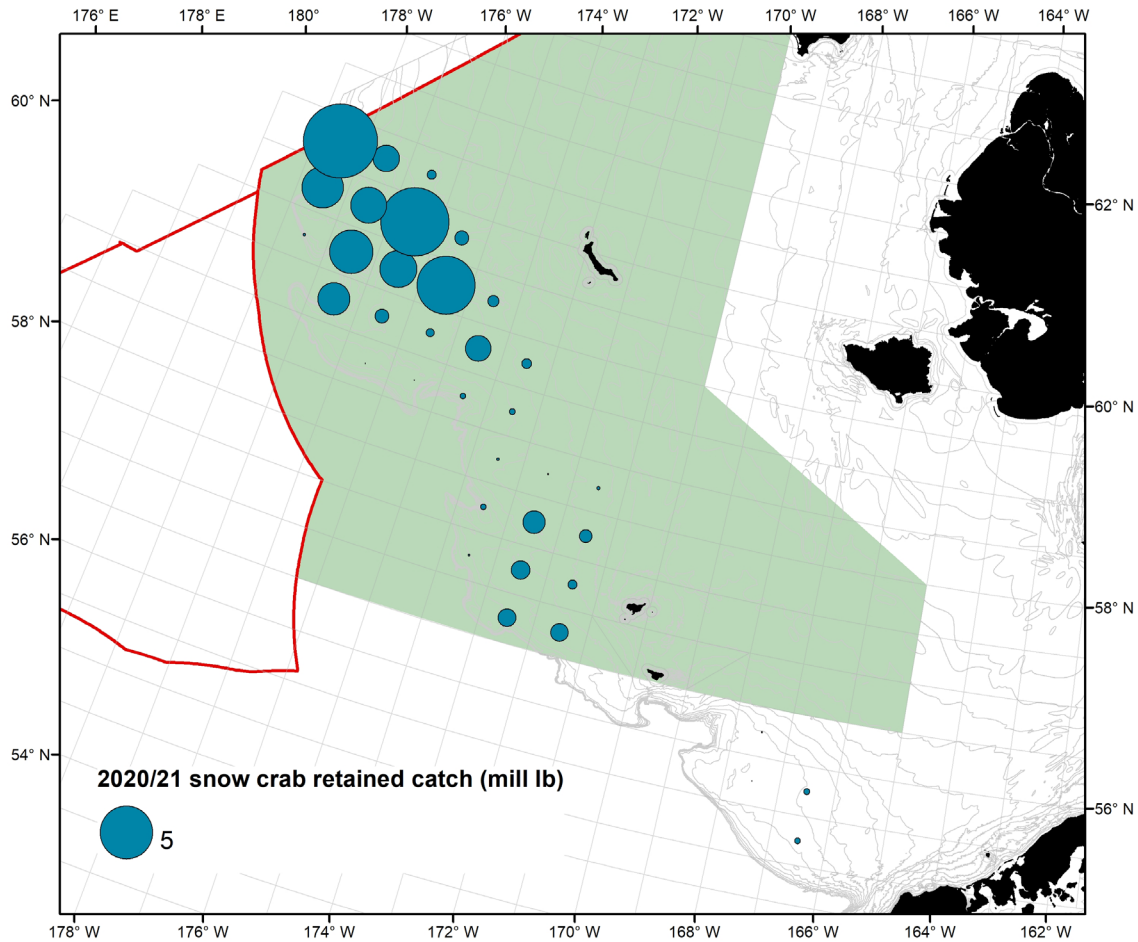 176° E 178° E 180° 178° W 176° W 174° W 172° W 170° W 168° W 166° W 164° W
60° N
62° N
58° N
60° N
56° N
58° N
54° N
2020/21 snow crab retained catch (mill lb)
56° N
5
178° W 176° W 174° W 172° W 170° W 168° W 166° W 164° W 162° W